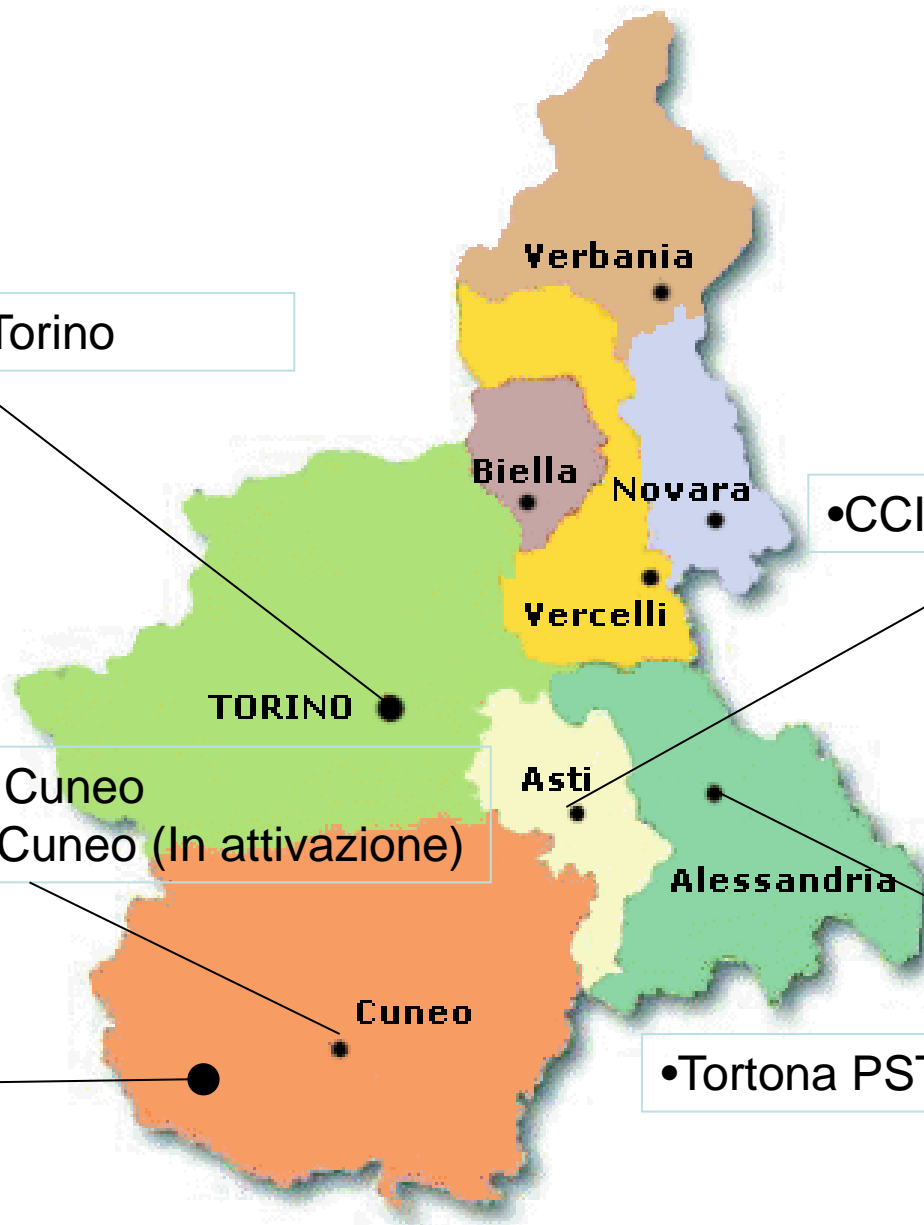 Verbania
Torino
Biella
Novara
•CCI
Vercelli
TORINO
Asti
Cuneo
Cuneo (In attivazione)
Alessandria
Cuneo
•Tortona PST